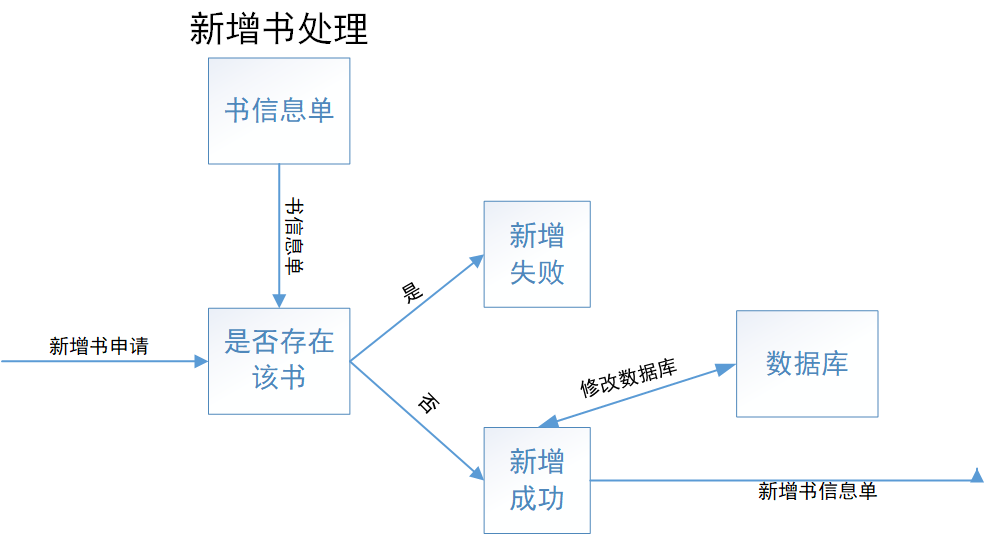 新增书处理
书信息单
书信息单
新增
失败
是
新增书申请
是否存在
该书
修改数据库
数据库
否
新增
成功
新增书信息单